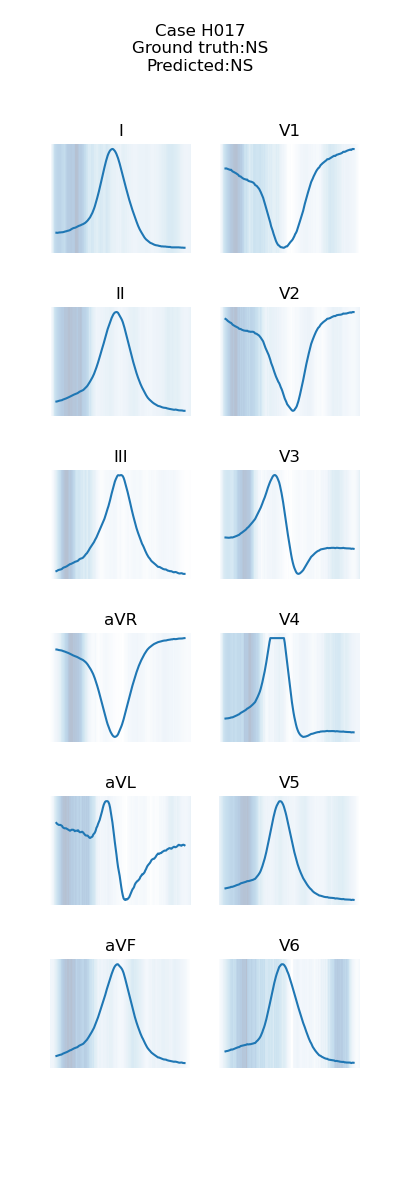 Case H017
Ground truth:NS
Predicted:NS
I
V1
II
V2
III
V3
aVR
V4
aVL
V5
aVF
V6